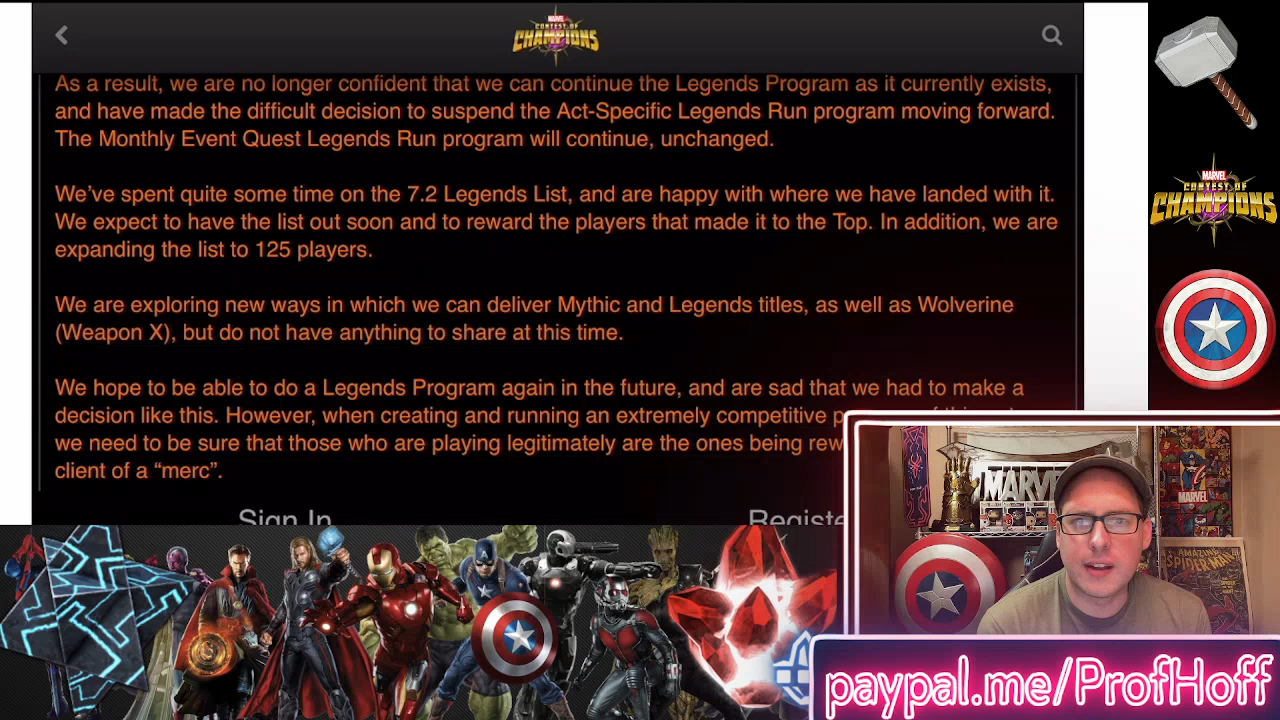 MARVEL
CONTEST OF
CHAMPIONS
As a result, we are no longer confident that we can continue the Legends Program as it currently exists,
and have made the difficult decision to suspend the Act-Specific Legends Run program moving forward.
The Monthly Event Quest Legends Run program will continue, unchanged.
We’ve spent quite some time on the 7.2 Legends List, and are happy with where we have landed with it.
We expect to have the list out soon and to reward the players that made it to the Top. In addition, we are
expanding the list to 125 players.
We are exploring new ways in which we can deliver Mythic and Legends titles, as well as Wolverine
(Weapon X), but do not have anything to share at this time.
We hope to be able to do a Legends Program again in the future, and are sad that we had to make a
decision like this. However, when creating and running an extremely competitive
we need to be sure that those who are playing legitimately are the ones being
client of a “merc”.
Sign In
MARVEL
CONTEST OF
CHAMPIONS
MARVEL
MARVEL
AMAZING
SPIDER-MAN
paypal.me/ProfHoff